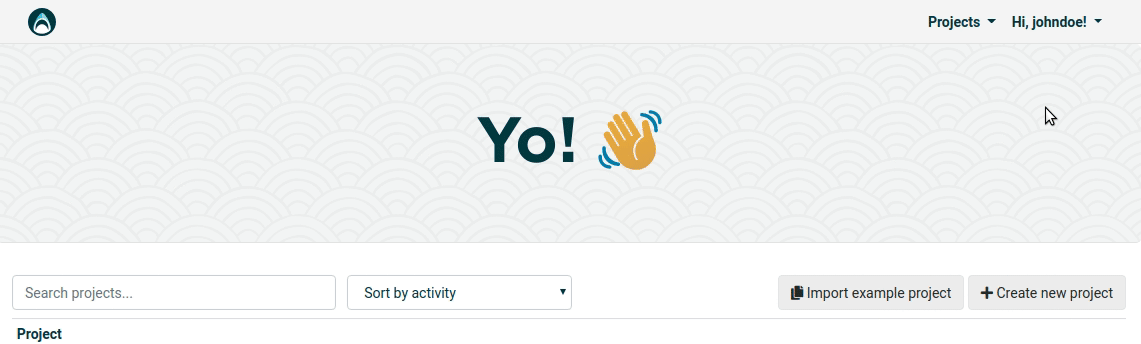 Projects Hi, johndoe!
Yo!
Search projects... Sort by activity Import example project Create new project
Project